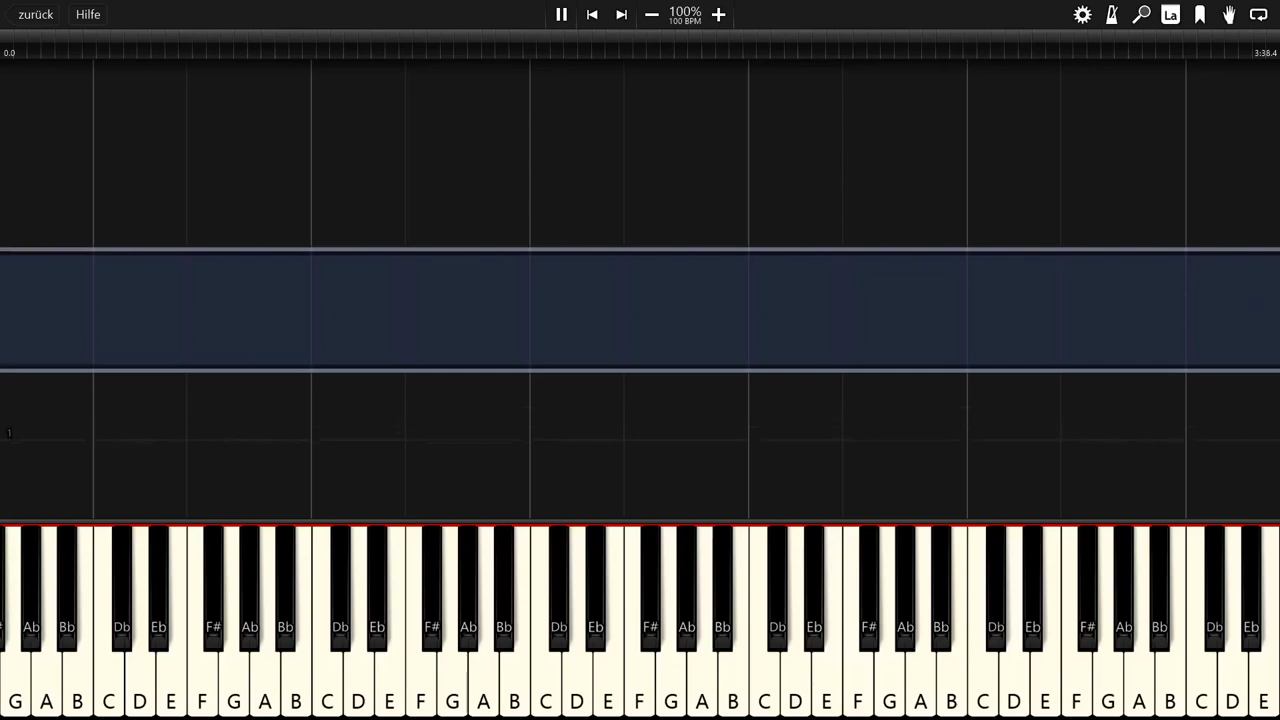 zurück Hilfe 100% La
100 BPM
0.0 3:38.4
1
Ab Bb Db Eb F# Ab Bb Db Eb F# Ab Bb Db Eb F# Ab Bb Db Eb F# Ab Bb Db Eb F# Ab Bb Db Eb
G A B C D E F G A B C D E F G A B C D E F G A B C D E F G A B C D E F G A B C D E